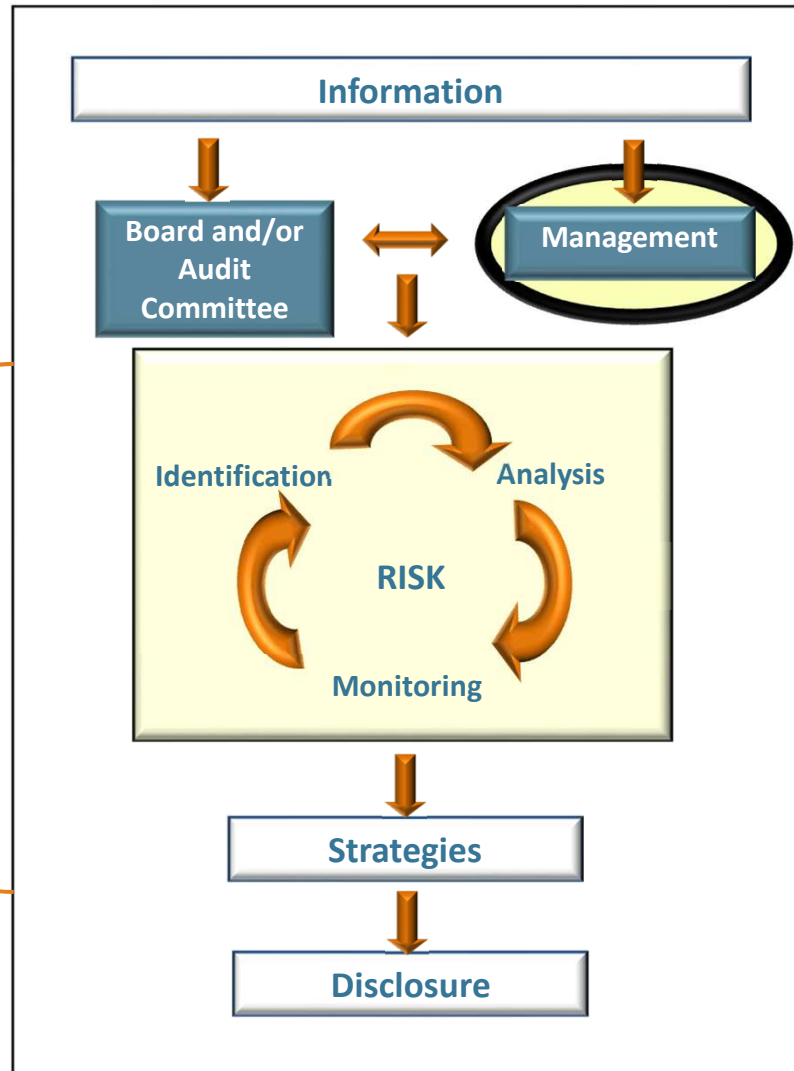 Information
Board and/or
Audit
Committee
Management
Identification
Analysis
RISK
Monitoring
Strategies
Disclosure